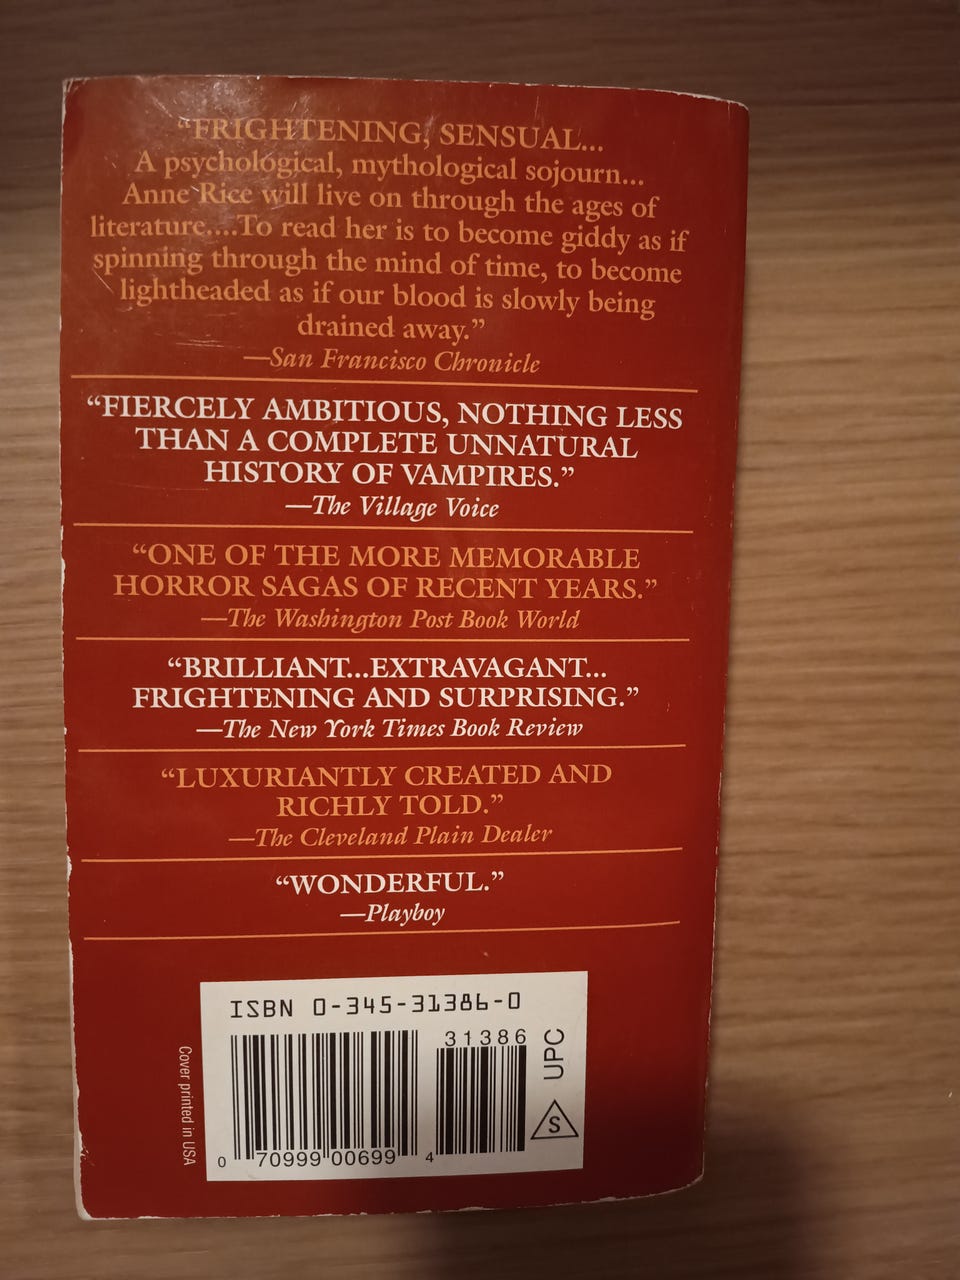 “FRIGHTENING, SENSUAL...
A psychological, mythological sojourn...
Anne Rice will live on through the ages of
literature....To read her is to become giddy as if
spinning through the mind of time, to become
lightheaded as if our blood is slowly being
drained away.”
—San Francisco Chronicle
“FIERCELY AMBITIOUS, NOTHING LESS
THAN A COMPLETE UNNATURAL
HISTORY OF VAMPIRES.”
—The Village Voice
“ONE OF THE MORE MEMORABLE
HORROR SAGAS OF RECENT YEARS.”
—The Washington Post Book World
“BRILLIANT...EXTRAVAGANT...
FRIGHTENING AND SURPRISING.”
—The New York Times Book Review
“LUXURIANTLY CREATED AND
RICHLY TOLD.”
—The Cleveland Plain Dealer
“WONDERFUL.”
—Playboy
ISBN 0-345-31386-0
31386
UPC
S
0 70999 00699 4
Cover printed in USA